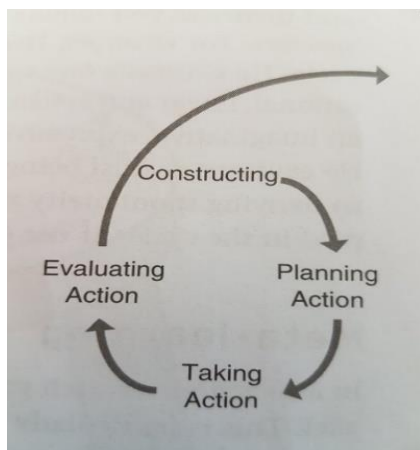 Constructing
Evaluating
Action
Planning
Action
Taking
Action